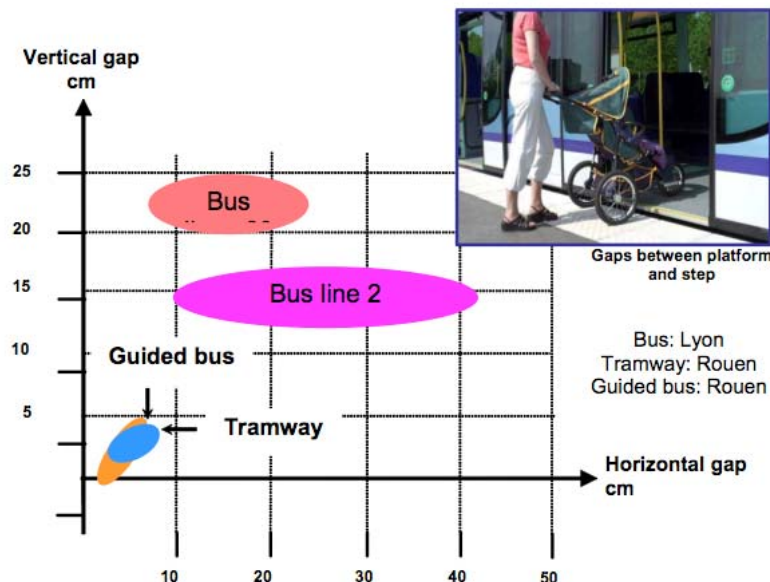 Vertical gap
cm
25
20
15
10
5
Bus
Bus line 2
Guided bus
Tramway
Gaps between platform
and step
Bus: Lyon
Tramway: Rouen
Guided bus: Rouen
Horizontal gap
cm
10
20
30
40
50